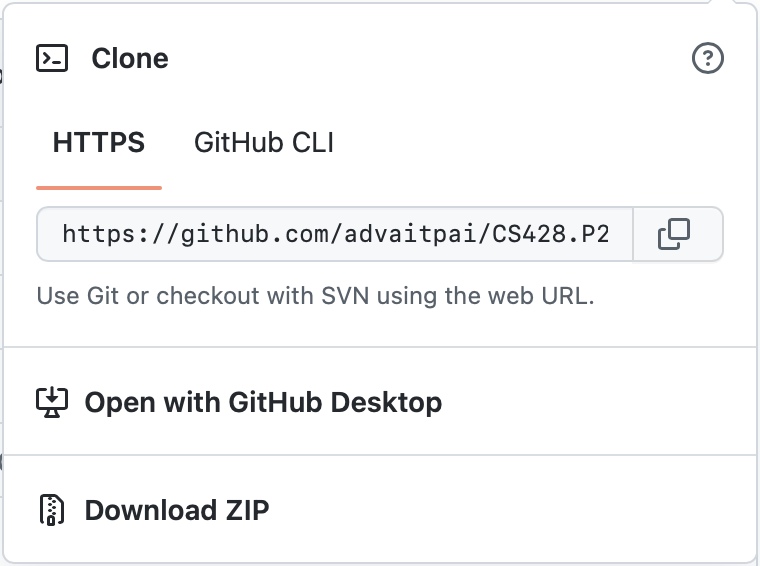 Clone
HTTPS GitHub CLI
https://github.com/advaitpai/CS428.P2
Use Git or checkout with SVN using the web URL.
Open with GitHub Desktop
Download ZIP